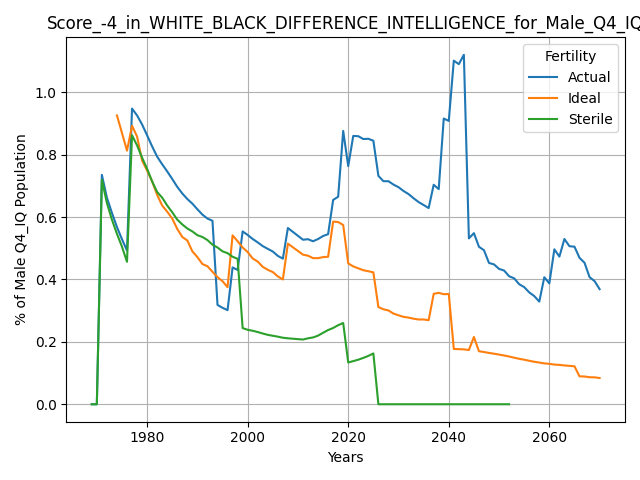 Score_-4_in_WHITE_BLACK_DIFFERENCE_INTELLIGENCE_for_Male_Q4_IQ
% of Male Q4_IQ Population
1.0
0.8
0.6
0.4
0.2
0.0
Fertility
Actual
Ideal
Sterile
1980 2000 2020 2040 2060
Years